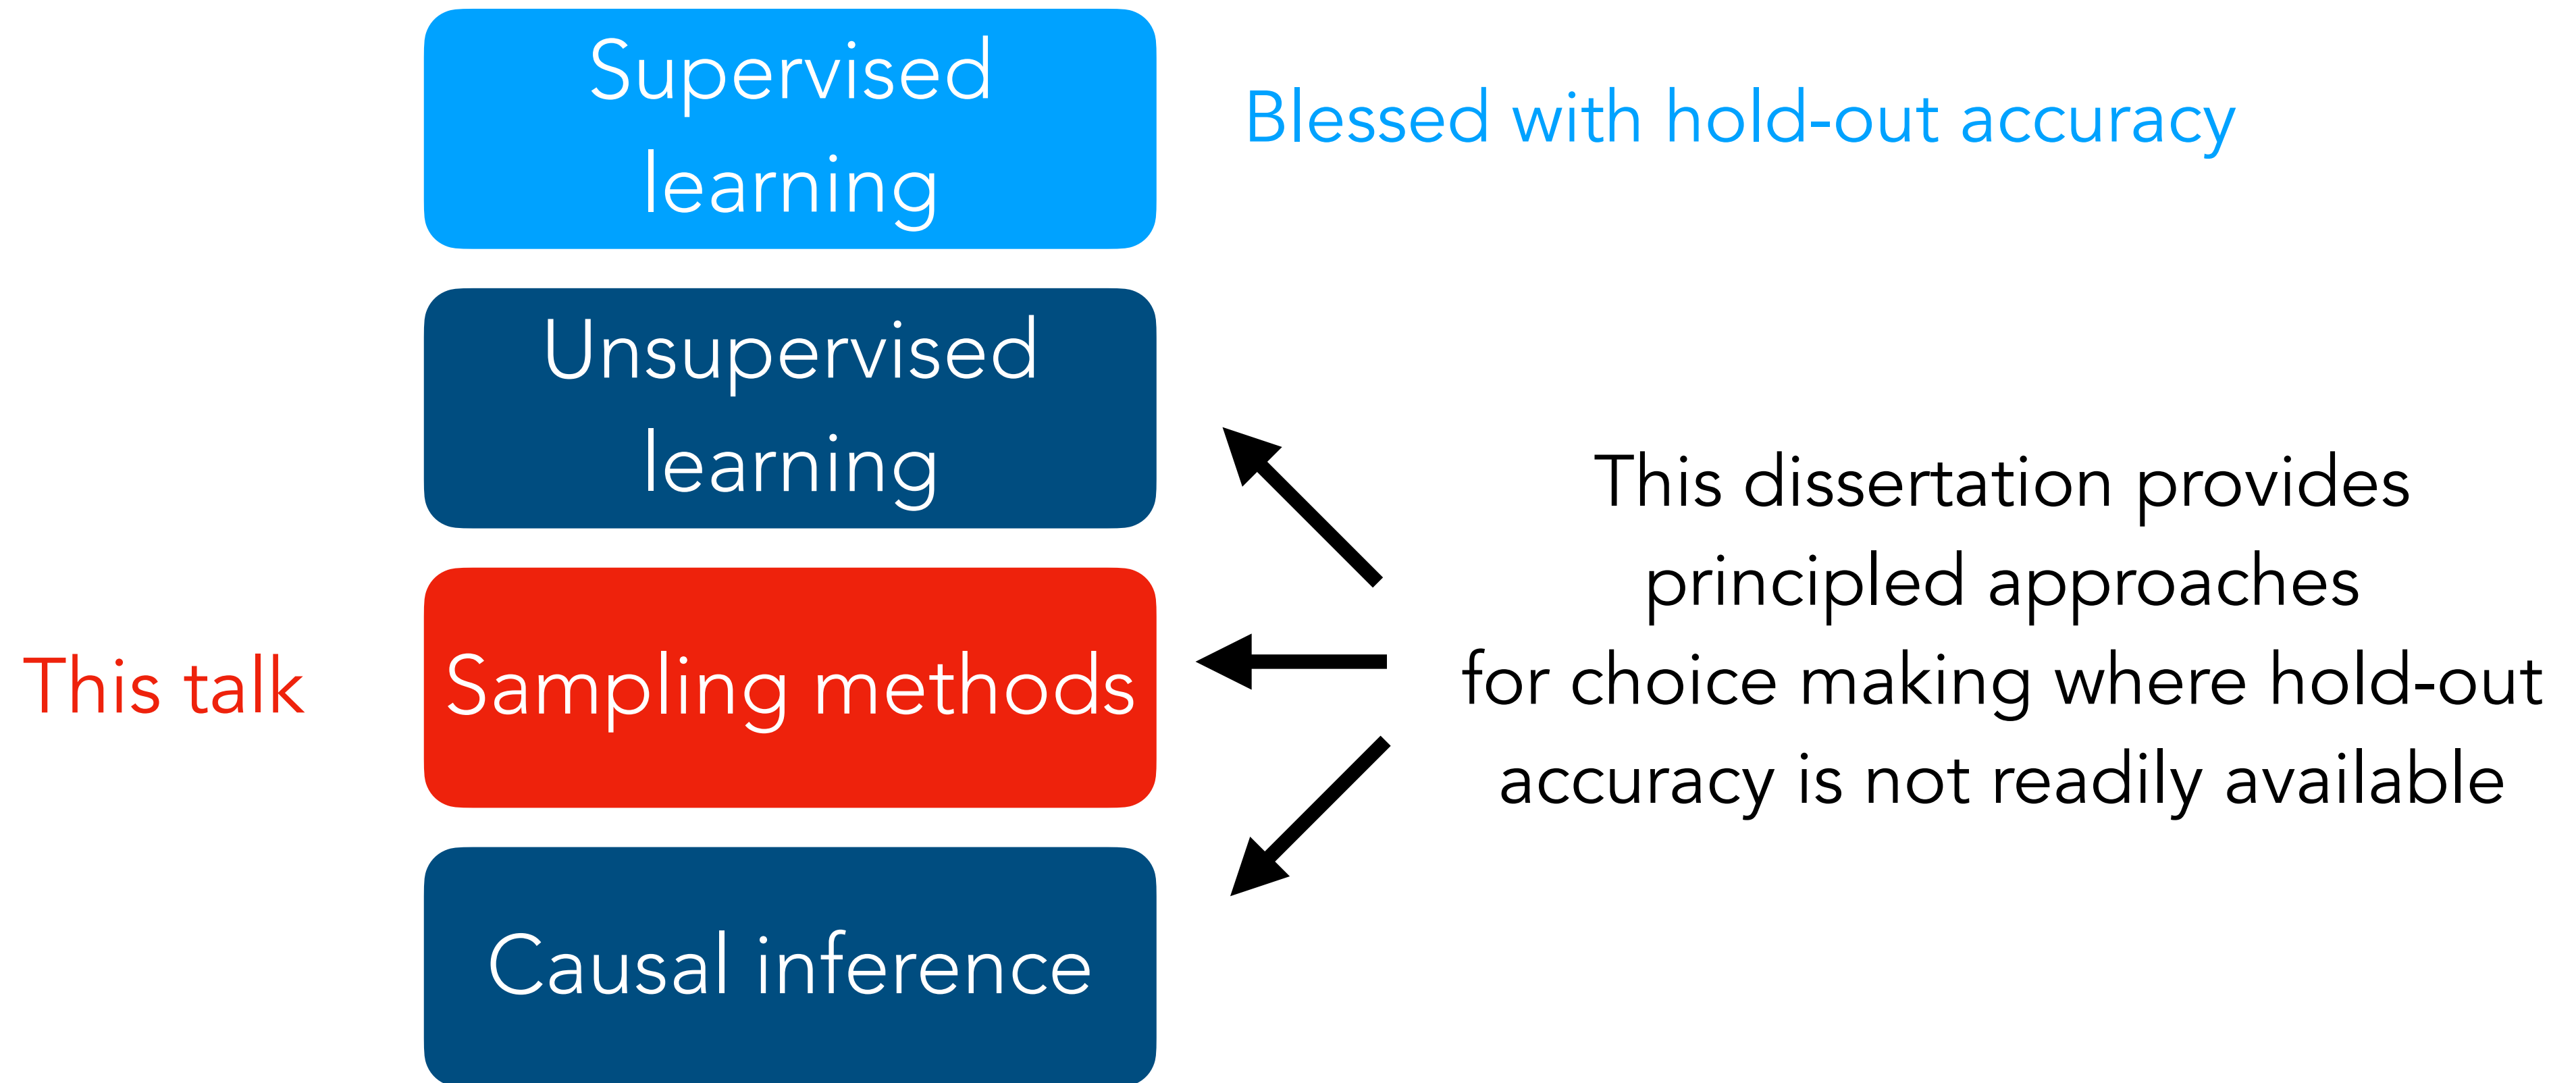 Supervised
learning
Blessed with hold-out accuracy
Unsupervised
learning
This dissertation provides
principled approaches
for choice making where hold-out
accuracy is not readily available
This talk
Sampling methods
Causal inference